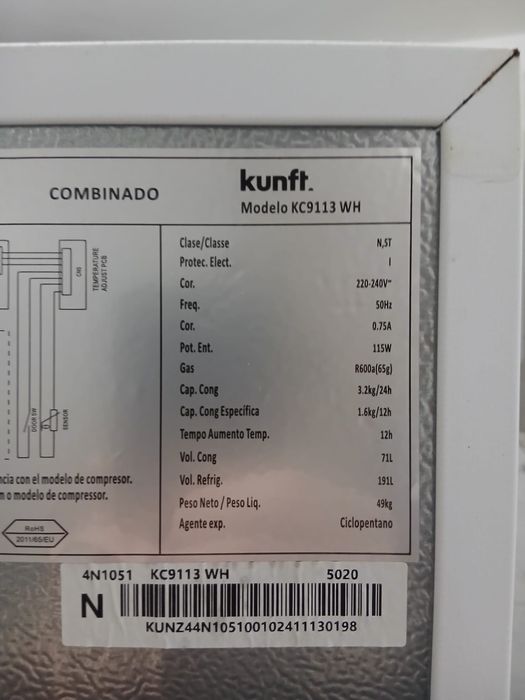 COMBINADO
kunft.
Modelo KC9113 WH
CN5
TEMPERATURE
ADJUST PCB
DOOR SW
SENSOR
ncia con el modelo de compresor.
o modelo de compressor.
RoHS
2011/65/EU
Clase/Classe N,ST
Protec. Elect. I
Cor. 220-240V~
Freq. 50Hz
Cor. 0.75A
Pot. Ent. 115W
Gas R600a(65g)
Cap. Cong 3.2kg/24h
Cap. Cong Específica 1.6kg/12h
Tempo Aumento Temp. 12h
Vol. Cong 71L
Vol. Refrig. 191L
Peso Neto / Peso Liq. 49kg
Agente exp. Ciclopentano
4N1051 KC9113 WH 5020
N
KUNZ44N105100102411130198